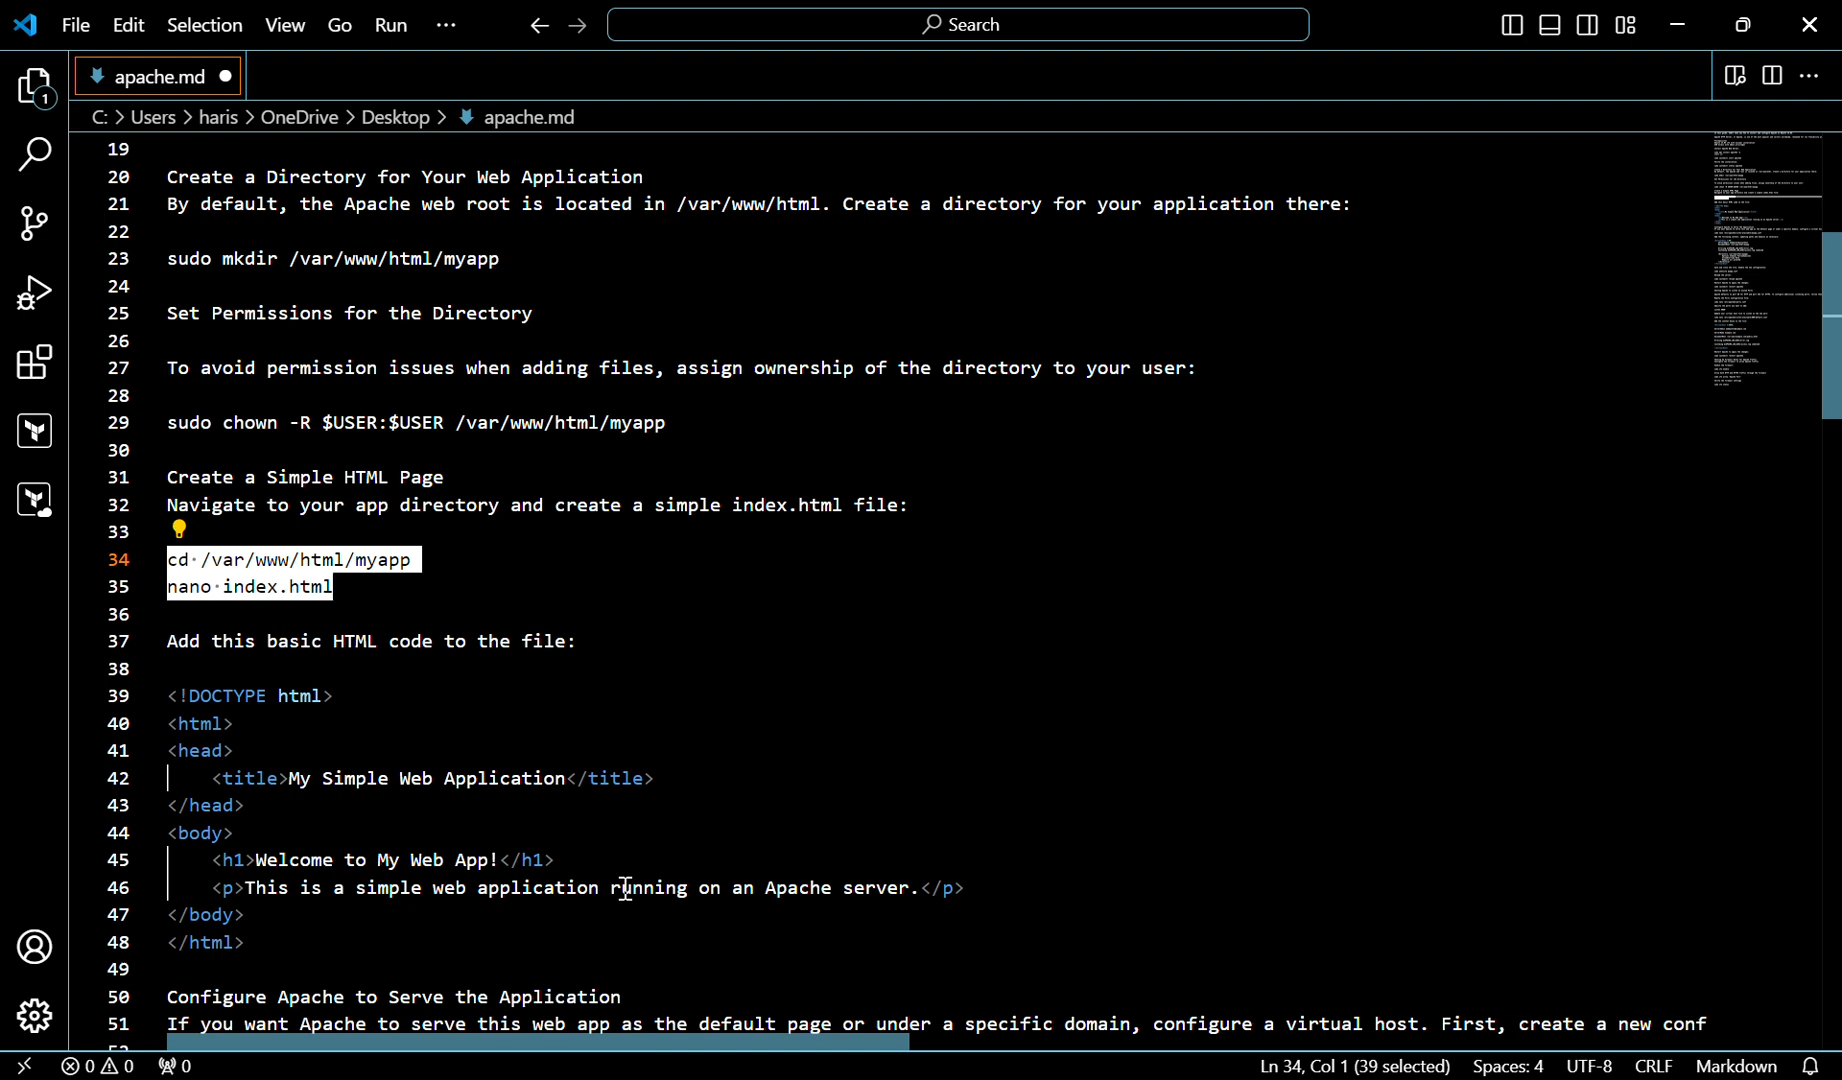 File Edit Selection View Go Run ··· Search
apache.md
C: > Users > haris > OneDrive > Desktop > apache.md
19
20 Create a Directory for Your Web Application
21 By default, the Apache web root is located in /var/www/html. Create a directory for your application there:
22
23 sudo mkdir /var/www/html/myapp
24
25 Set Permissions for the Directory
26
27 To avoid permission issues when adding files, assign ownership of the directory to your user:
28
29 sudo chown -R $USER:$USER /var/www/html/myapp
30
31 Create a Simple HTML Page
32 Navigate to your app directory and create a simple index.html file:
33
34 cd /var/www/html/myapp
35 nano index.html
36
37 Add this basic HTML code to the file:
38
39 <!DOCTYPE html>
40 <html>
41 <head>
42 <title>My Simple Web Application</title>
43 </head>
44 <body>
45 <h1>Welcome to My Web App!</h1>
46 <p>This is a simple web application running on an Apache server.</p>
47 </body>
48 </html>
49
50 Configure Apache to Serve the Application
51 If you want Apache to serve this web app as the default page or under a specific domain, configure a virtual host. First, create a new conf
0 0 0 Ln 34, Col 1 (39 selected) Spaces: 4 UTF-8 CRLF Markdown
1